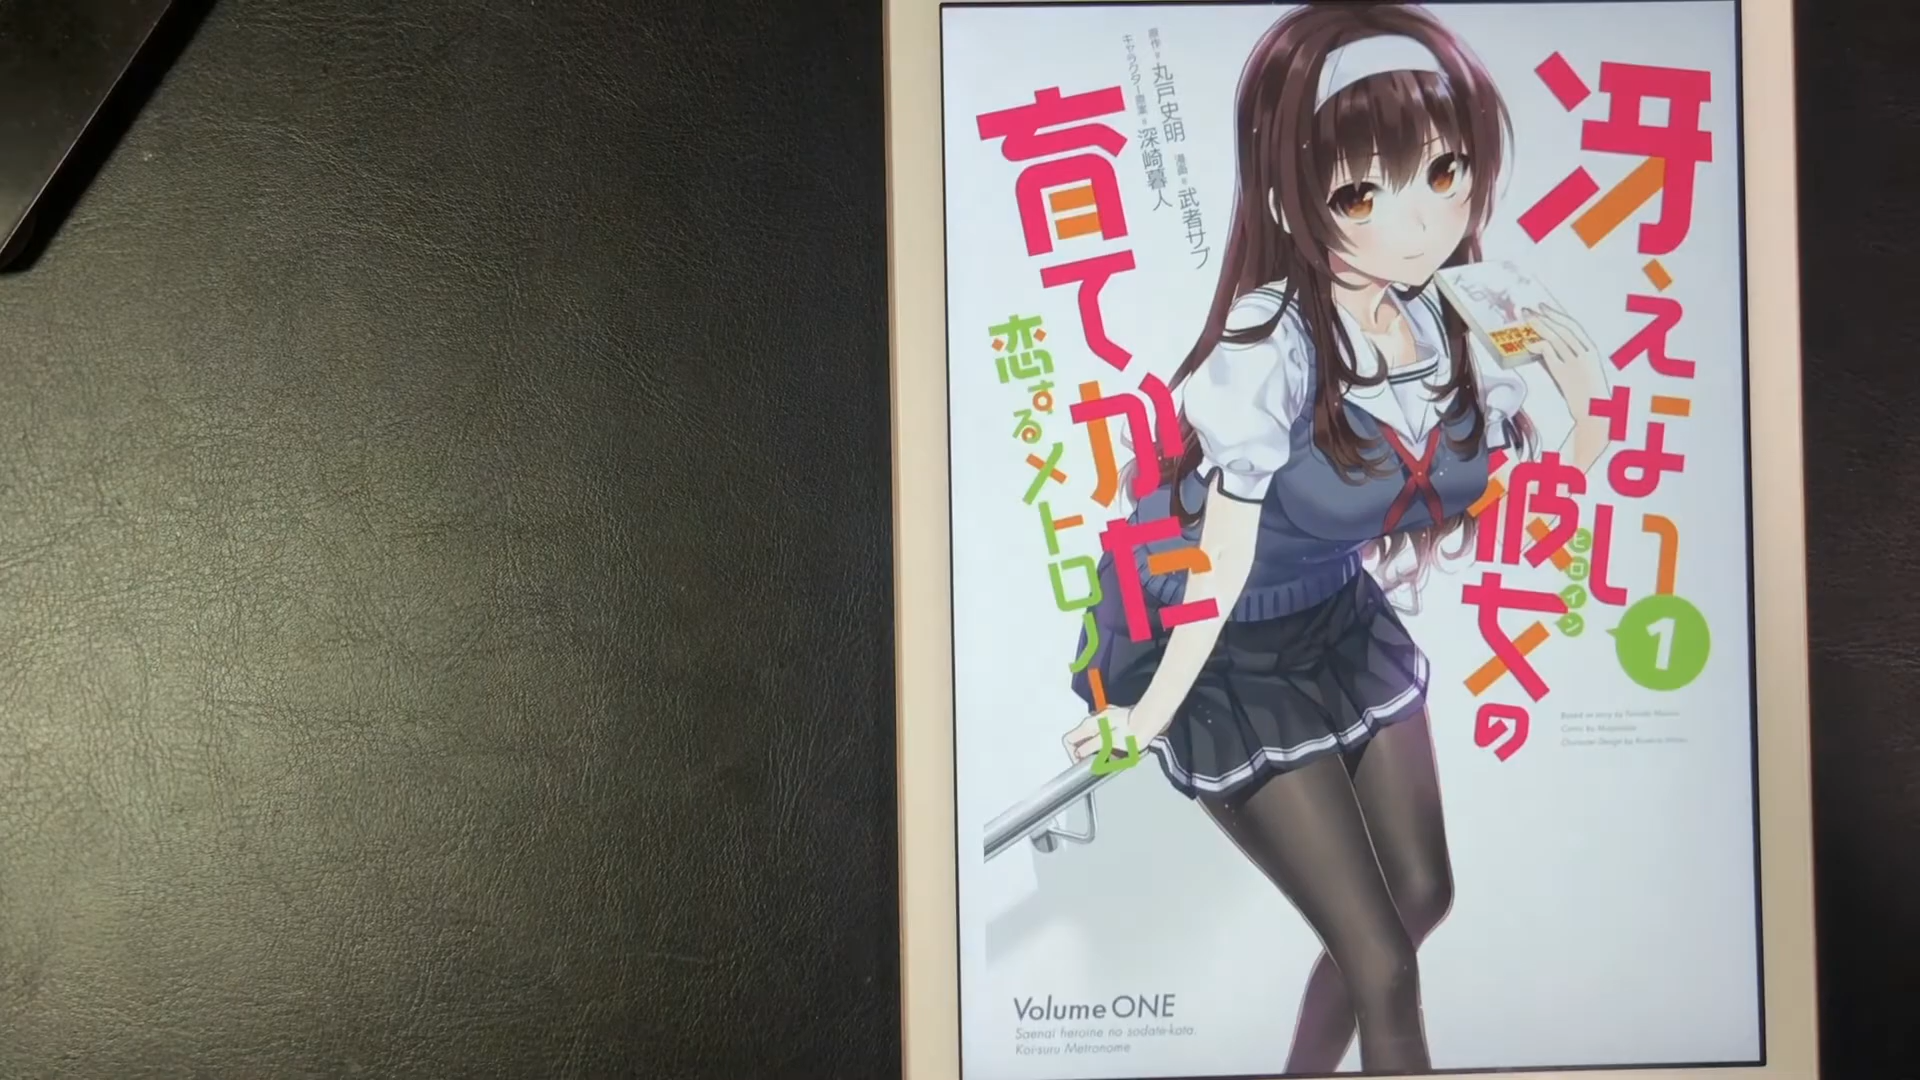 冴えない
彼女の
ヒロイン
育てかた
恋するメトロノーム
1
原作:丸戸史明 漫画:武者サブ
キャラクター原案:深崎暮人
Volume ONE
Saenai heroine no sodate-kata.
Koi-suru Metronome